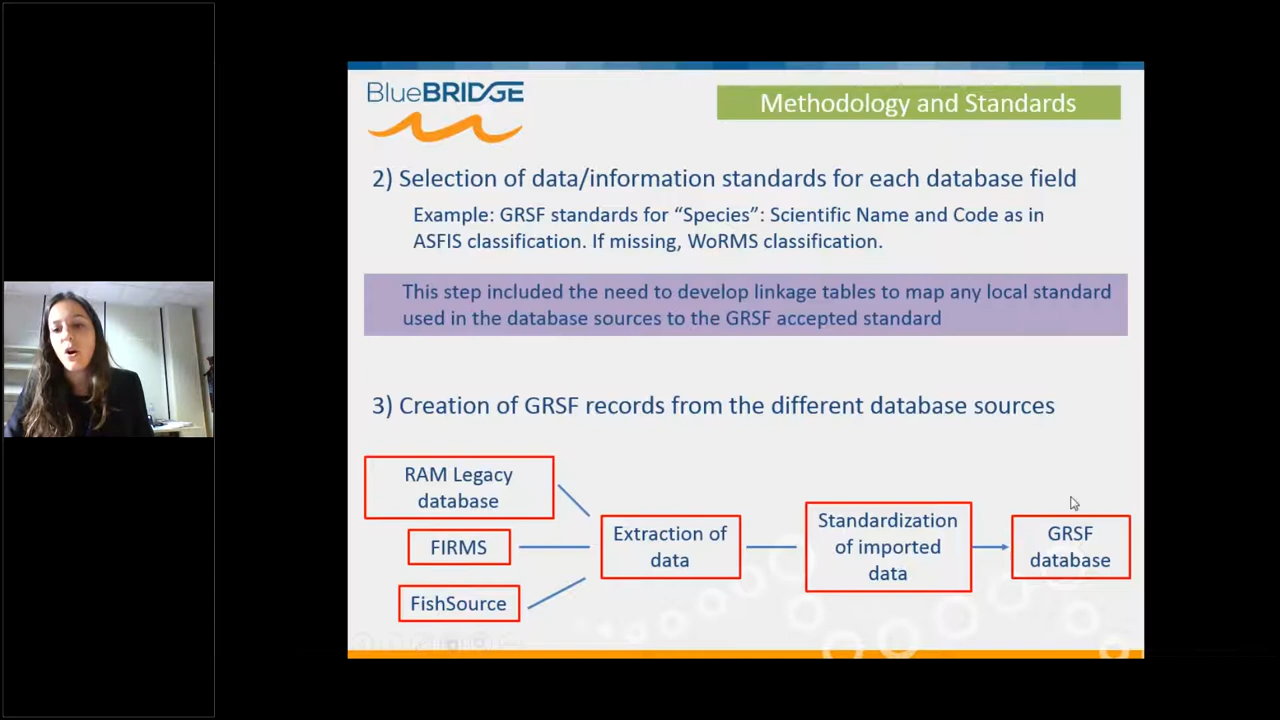 BlueBRIDGE
Methodology and Standards
2) Selection of data/information standards for each database field
Example: GRSF standards for “Species”: Scientific Name and Code as in
ASFIS classification. If missing, WoRMS classification.
This step included the need to develop linkage tables to map any local standard
used in the database sources to the GRSF accepted standard
3) Creation of GRSF records from the different database sources
RAM Legacy
database
FIRMS
FishSource
Extraction of
data
Standardization
of imported
data
GRSF
database